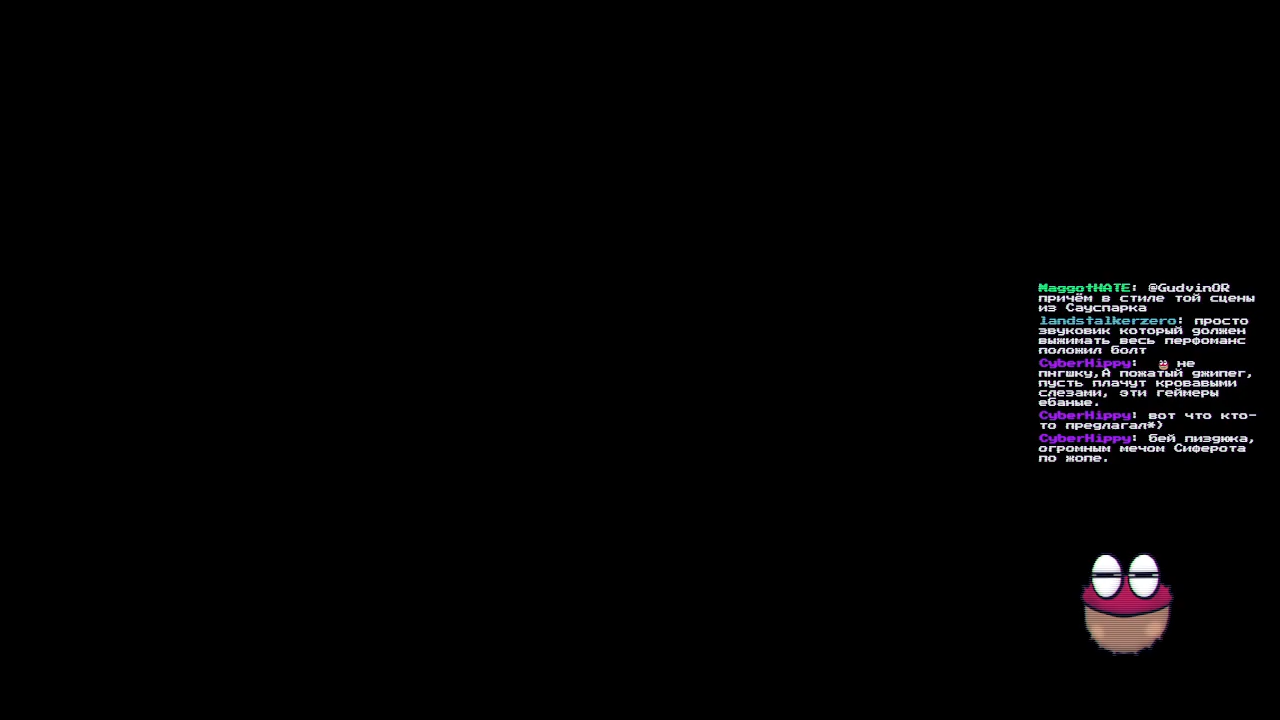 MaggotHATE: @GudvinOR
причём в стиле той сцены
из Сауспарка
landstalkerzero: просто
звуковик который должен
выжимать весь перфоманс
положил болт
CyberHippy: не
пнгшку,А пожатый джипег,
пусть плачут кровавыми
слезами, эти геймеры
ебаные.
CyberHippy: вот что кто-
то предлагал*)
CyberHippy: бей пиздюка,
огромным мечом Сиферота
по жопе.